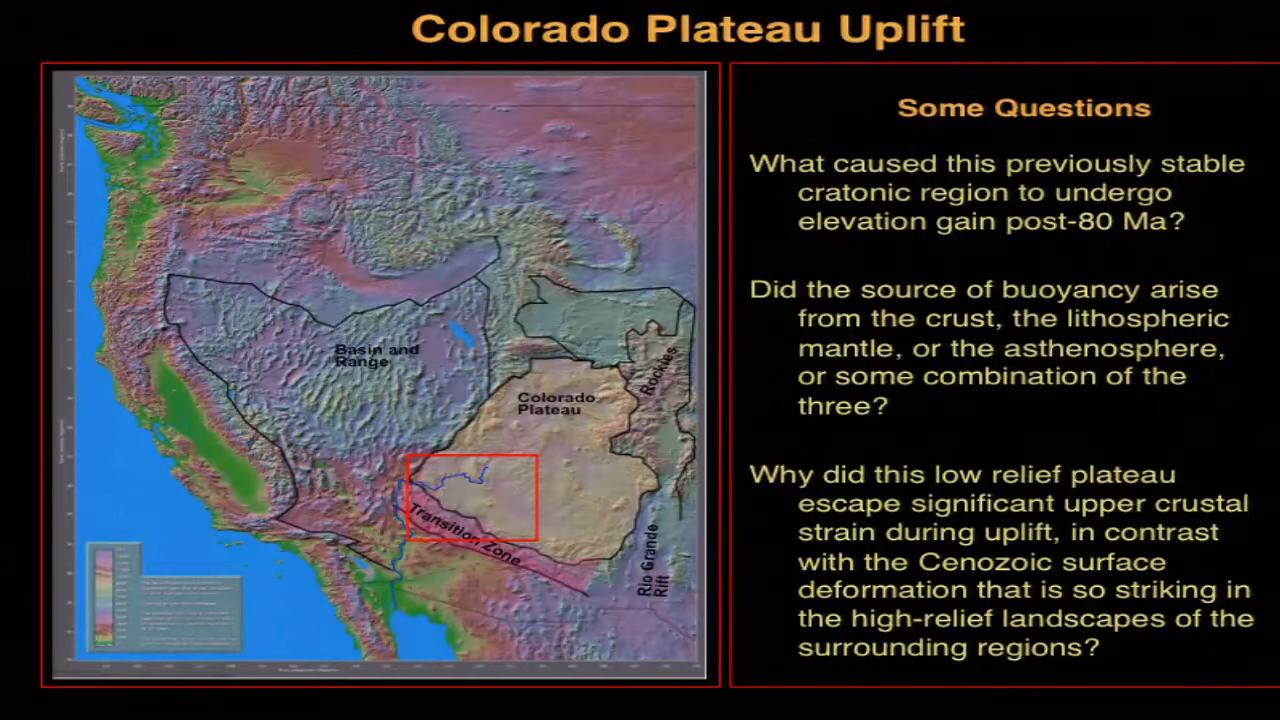 Colorado Plateau Uplift
Basin and
Range
Colorado
Plateau
Rockies
Transition Zone
Rio Grande
Rift
Some Questions
What caused this previously stable
cratonic region to undergo
elevation gain post-80 Ma?
Did the source of buoyancy arise
from the crust, the lithospheric
mantle, or the asthenosphere,
or some combination of the
three?
Why did this low relief plateau
escape significant upper crustal
strain during uplift, in contrast
with the Cenozoic surface
deformation that is so striking in
the high-relief landscapes of the
surrounding regions?